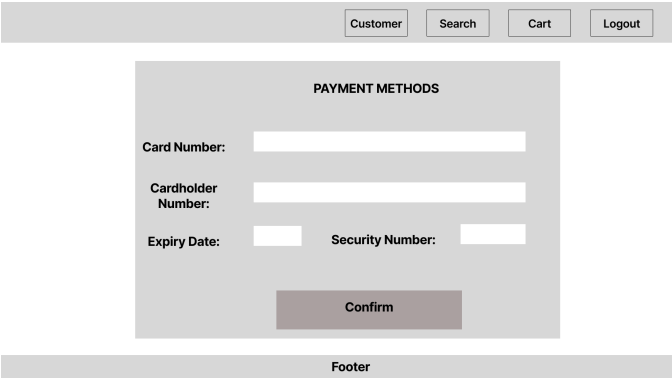 Customer Search Cart Logout
PAYMENT METHODS
Card Number:
Cardholder
Number:
Expiry Date: Security Number:
Confirm
Footer